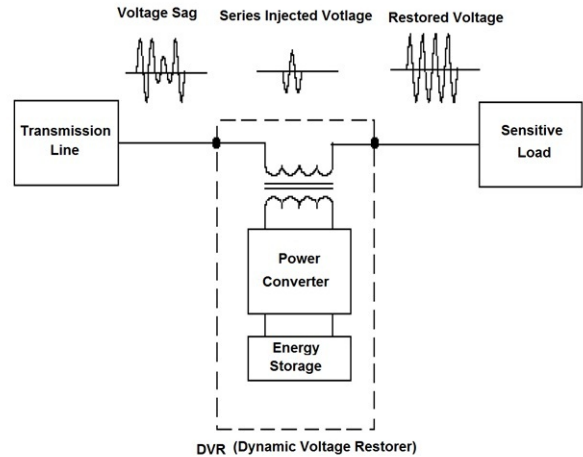 Voltage Sag
Series Injected Votlage
Restored Voltage
Transmission
Line
Sensitive
Load
Power
Converter
Energy
Storage
DVR (Dynamic Voltage Restorer)